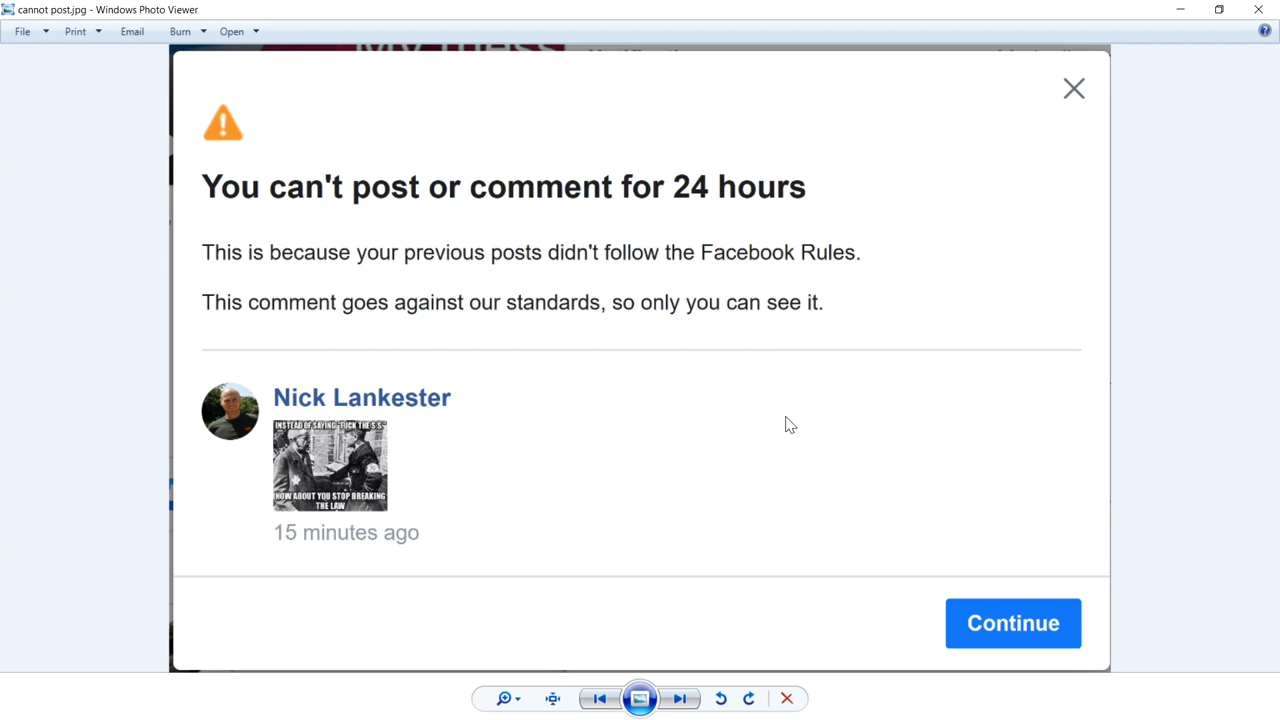 cannot post.jpg - Windows Photo Viewer
File Print Email Burn Open
You can't post or comment for 24 hours
This is because your previous posts didn't follow the Facebook Rules.
This comment goes against our standards, so only you can see it.
Nick Lankester
INSTEAD OF SAYING "FUCK THE S.S"
HOW ABOUT YOU STOP BREAKING
THE LAW
15 minutes ago
Continue